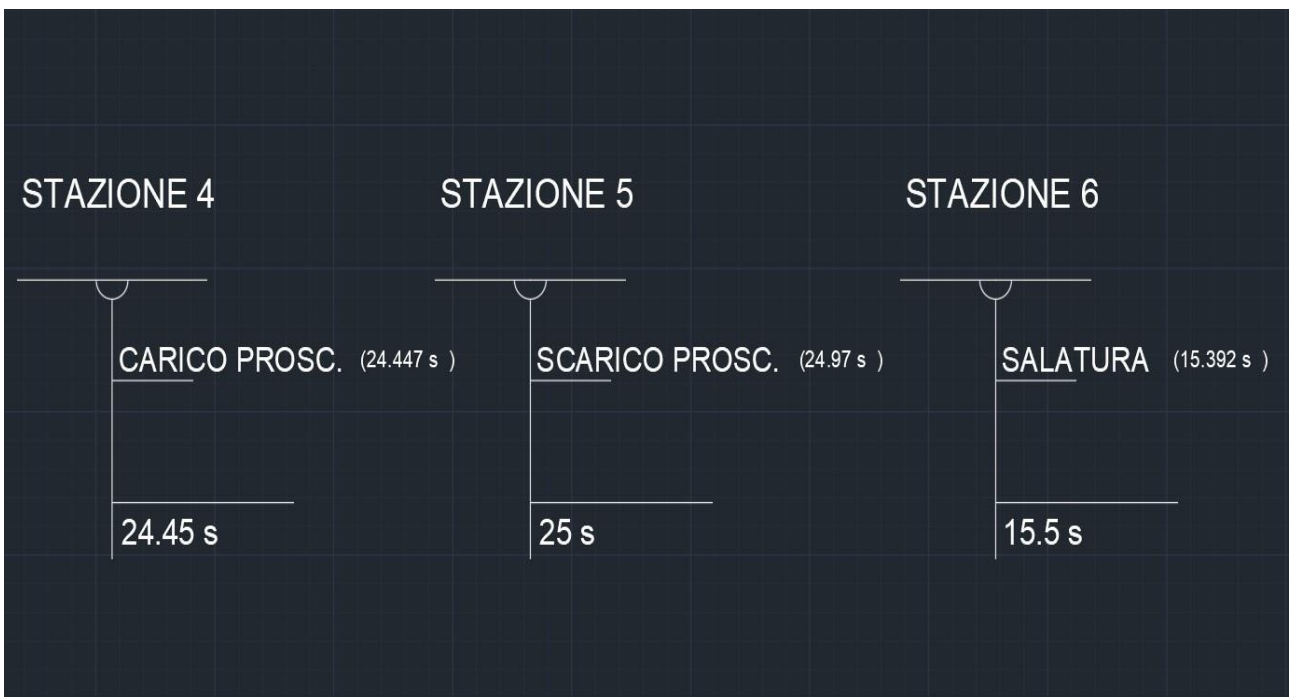 STAZIONE 4
STAZIONE 5
STAZIONE 6
CARICO PROSC. (24.447 s )
SCARICO PROSC. (24.97 s )
SALATURA (15.392 s )
24.45 s
25 s
15.5 s